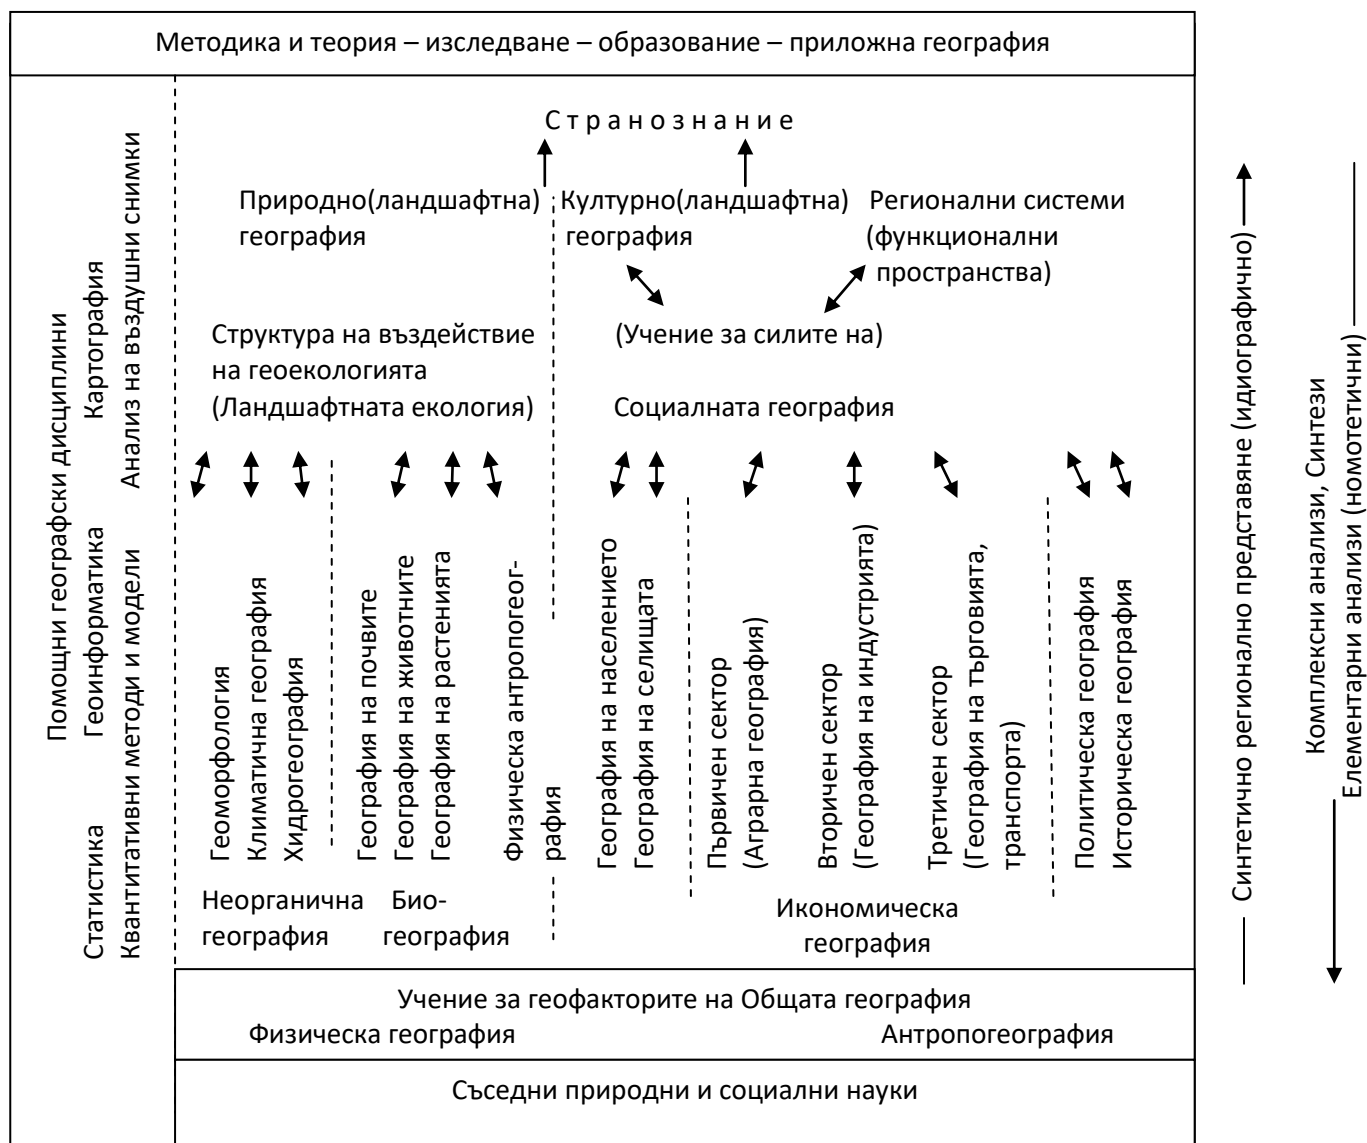 Методика и теория – изследване – образование – приложна география
Помощни географски дисциплини
Картография
Анализ на въздушни снимки
Геоинформатика
Квантитативни методи и модели
Статистика
С т р а н о з н а н и е
Природно(ландшафтна)
география
Културно(ландшафтна)
география
Регионални системи
(функционални
пространства)
Структура на въздействие
на геоекологията
(Ландшафтната екология)
(Учение за силите на)
Социалната география
Геоморфология
Климатична география
Хидрогеография
География на почвите
География на животните
География на растенията
Физическа антропогеог-
рафия
География на населението
География на селищата
Първичен сектор
(Аграрна география)
Вторичен сектор
(География на индустрията)
Третичен сектор
(География на търговията,
транспорта)
Политическа география
Историческа география
Неорганична
география
Био-
география
Икономическа
география
Учение за геофакторите на Общата география
Физическа география
Антропогеография
Съседни природни и социални науки
Синтетично регионално представяне (идиографично)
Комплексни анализи, Синтези
Елементарни анализи (номотетични)